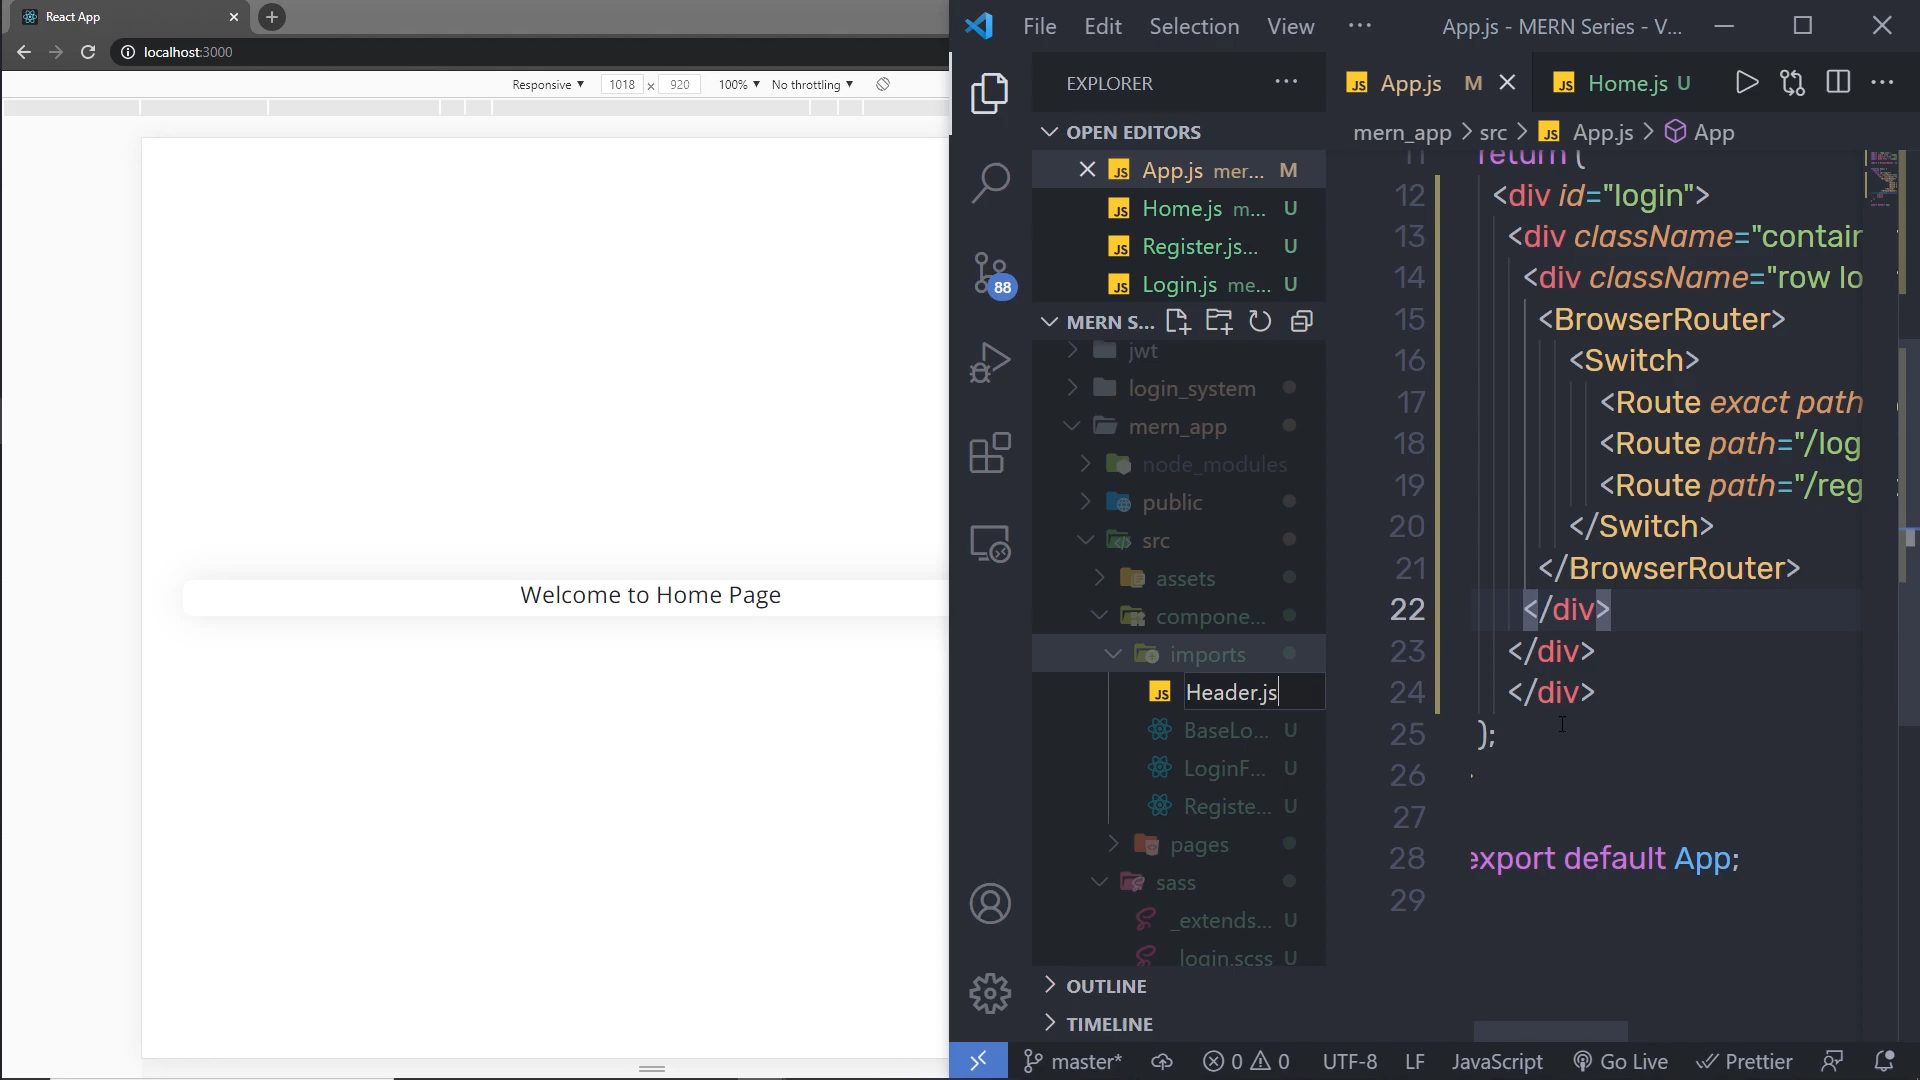 React App
localhost:3000
Responsive
1018 x 920
100%
No throttling
Welcome to Home Page
File Edit Selection View ···
App.js - MERN Series - V...
EXPLORER
OPEN EDITORS
App.js mer... M
Home.js m... U
Register.js... U
Login.js me... U
MERN S...
jwt
login_system
mern_app
node_modules
public
src
assets
compone...
imports
Header.js
BaseLo... U
LoginF... U
Registe... U
pages
sass
_extends... U
_login.scss U
OUTLINE
TIMELINE
App.js M
Home.js U
mern_app > src > App.js > App
11 return (
12 <div id="login">
13 <div className="contain
14 <div className="row lo
15 <BrowserRouter>
16 <Switch>
17 <Route exact path
18 <Route path="/log
19 <Route path="/reg
20 </Switch>
21 </BrowserRouter>
22 </div>
23 </div>
24 </div>
25 );
26
27
28 export default App;
29
88
master*
0 0
UTF-8
LF
JavaScript
Go Live
Prettier